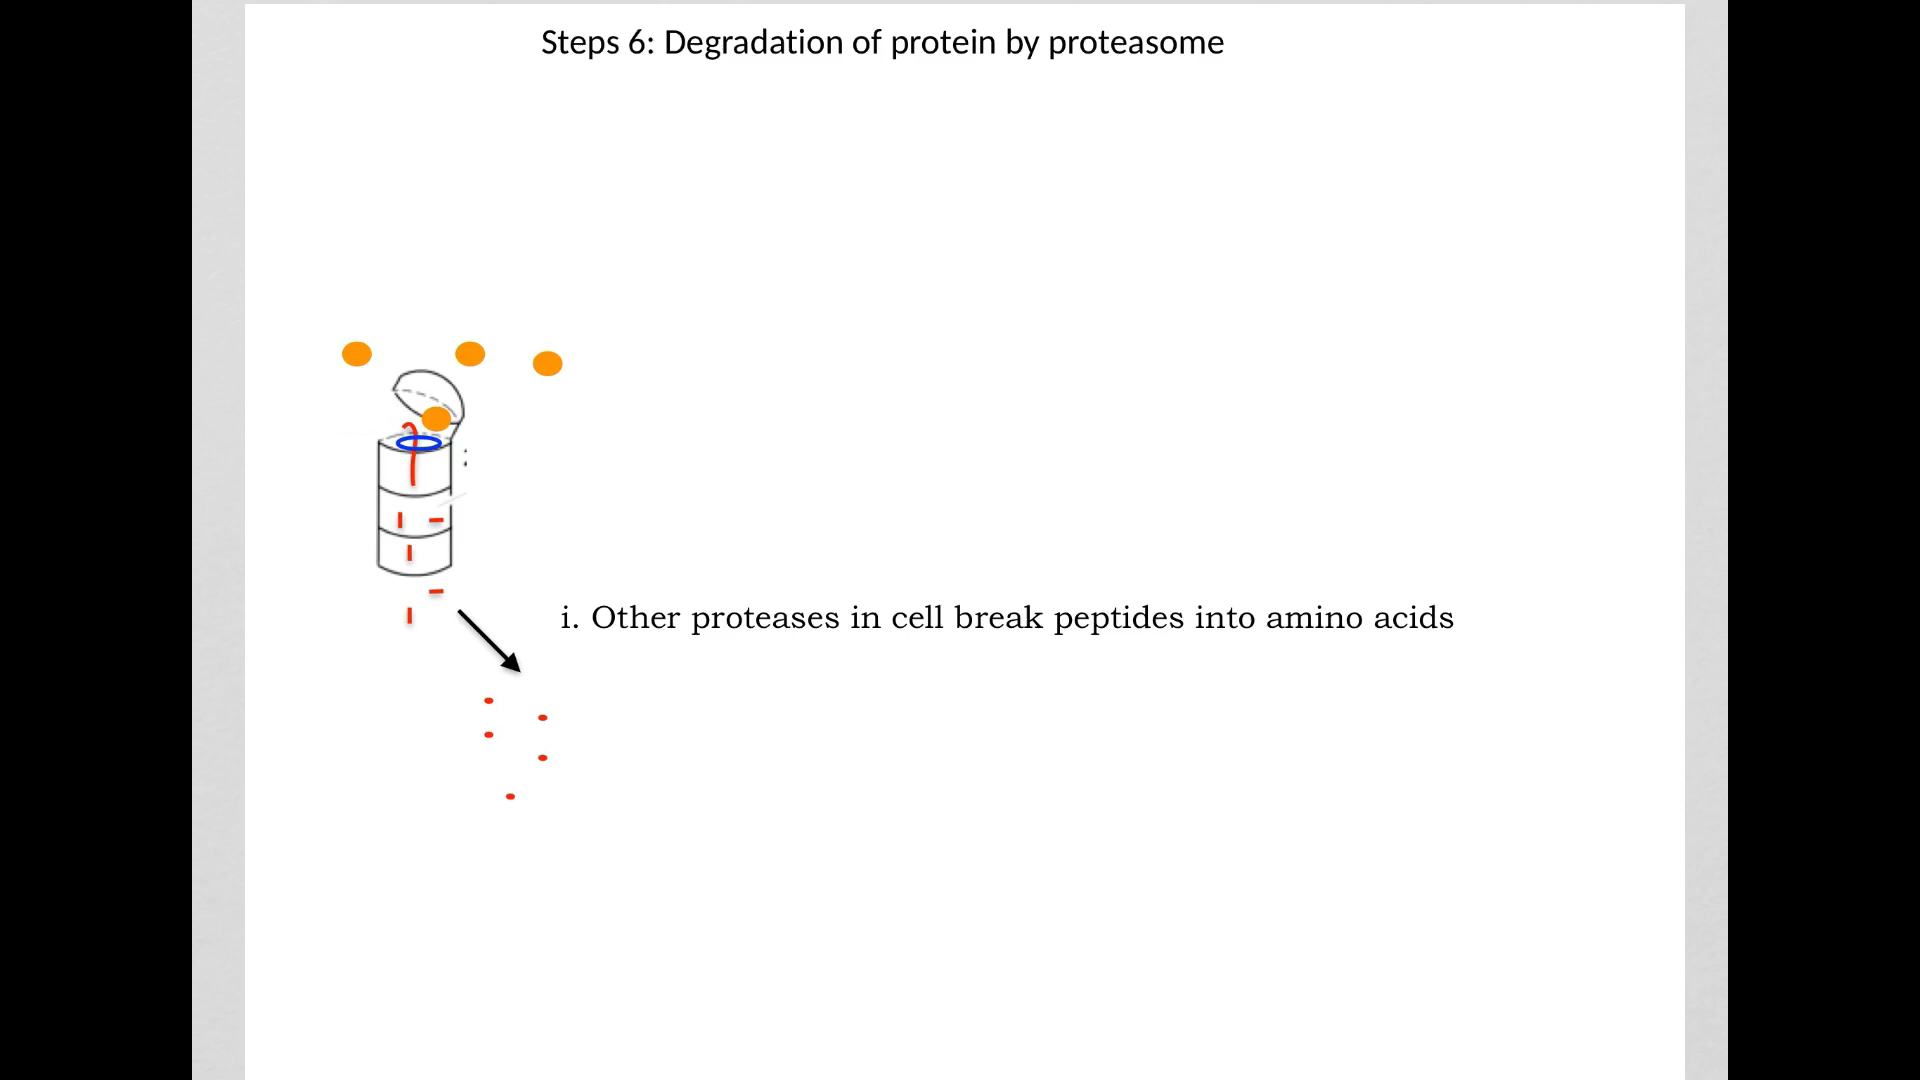 Steps 6: Degradation of protein by proteasome
i. Other proteases in cell break peptides into amino acids